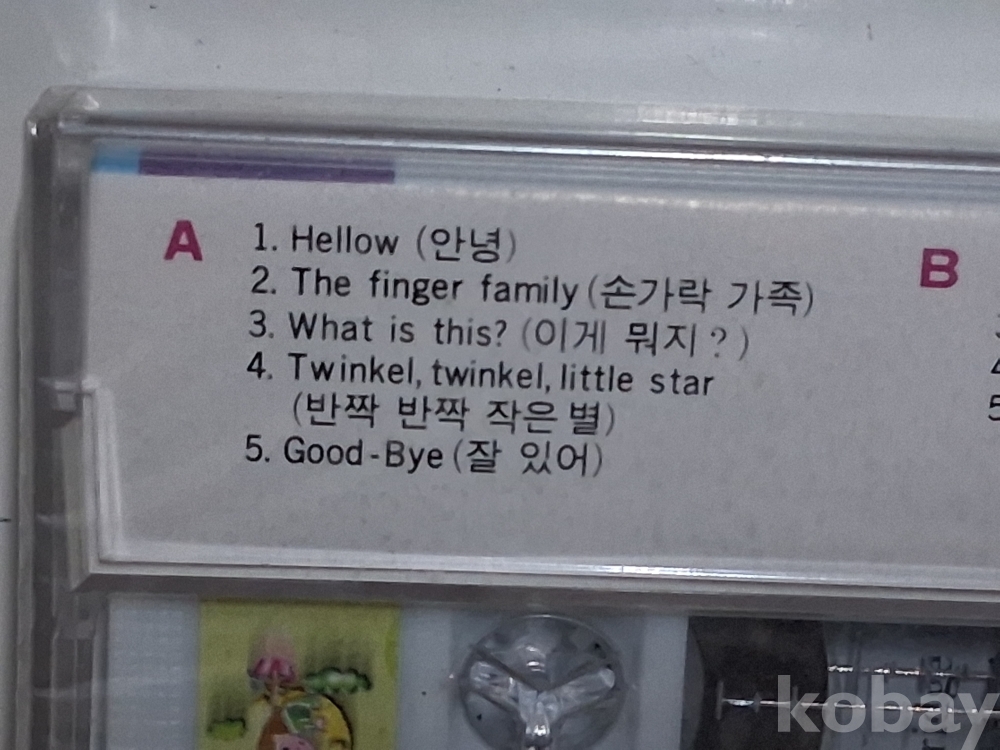 A
1. Hellow (안녕)
2. The finger family (손가락 가족)
3. What is this? (이게 뭐지?)
4. Twinkel, twinkel, little star
(반짝 반짝 작은 별)
5. Good-Bye (잘 있어)
B
kobay